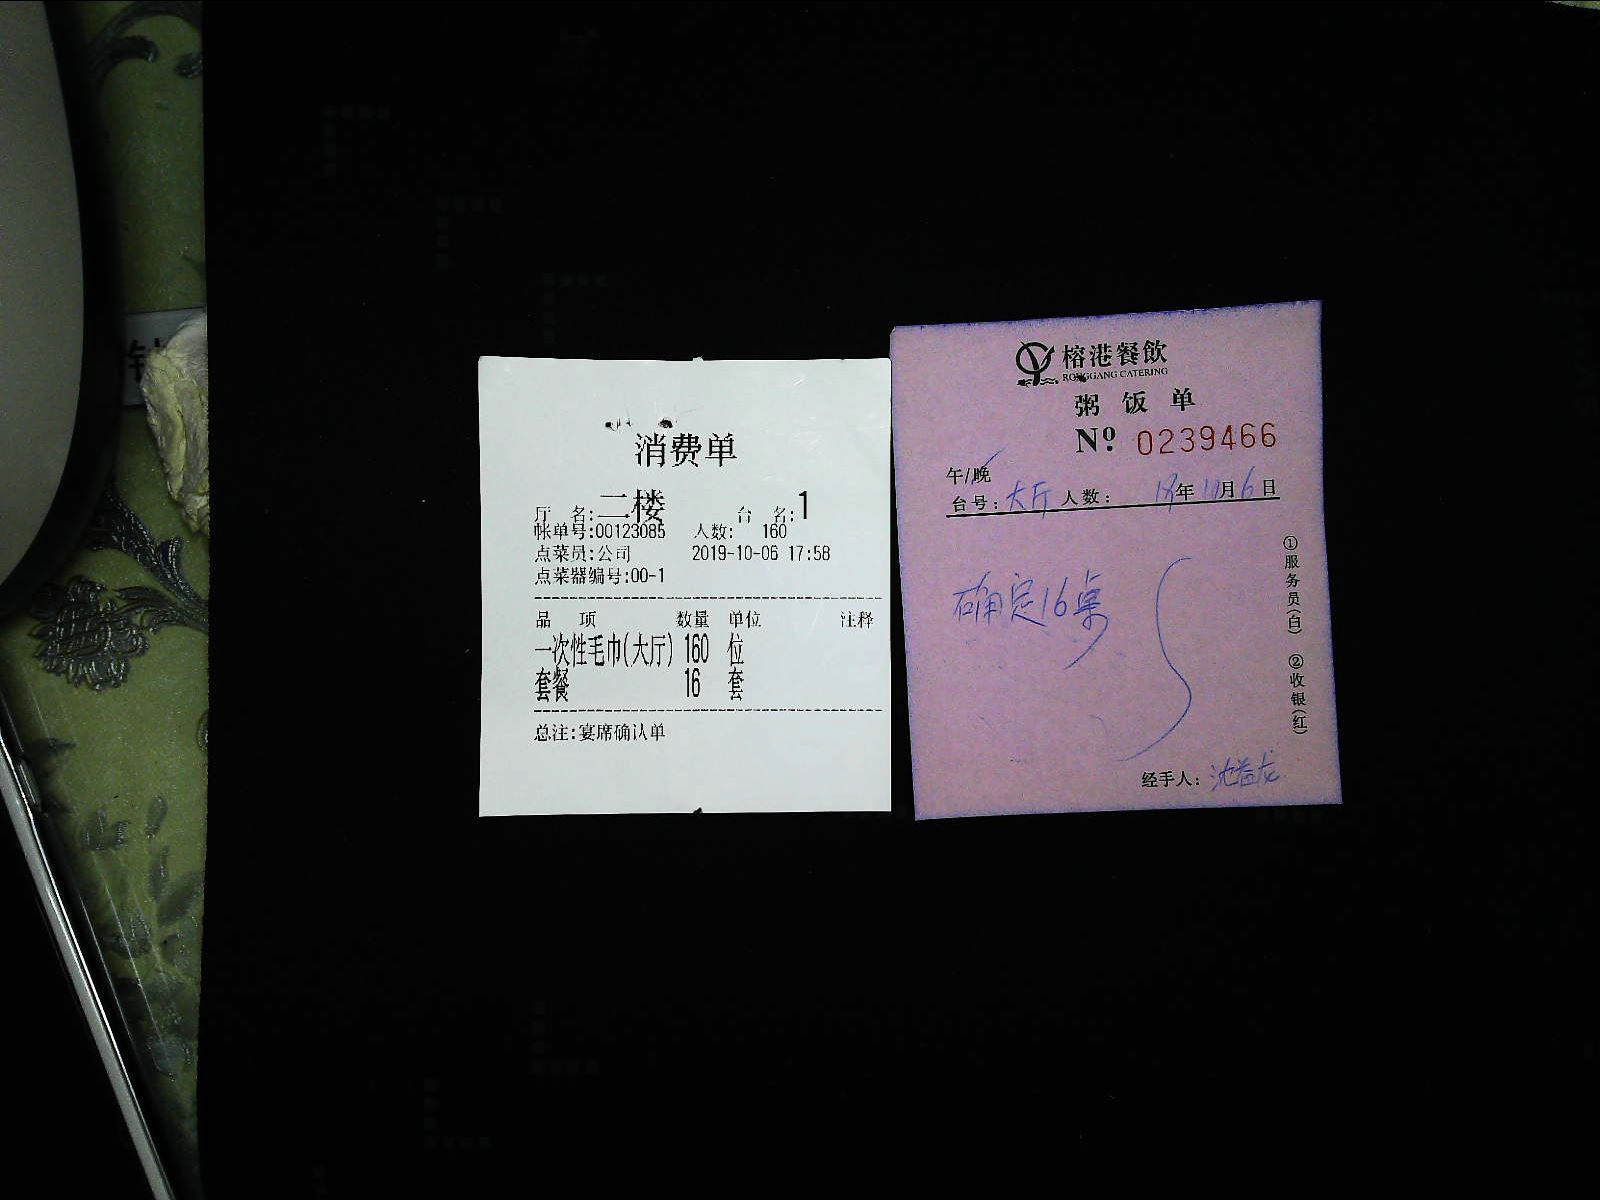 消费单
厅 名:二楼 台 名:1
帐单号:00123085 人数: 160
点菜员:公司 2019-10-06 17:58
点菜器编号:00-1
品 项 数量 单位 注释
一次性毛巾(大厅) 160 位
套餐 16 套
总注:宴席确认单
榕港餐飲
RONGGANG CATERING
粥 饭 单
Nº 0239466
午/晚
台号: 大厅 人数: 年 月 6 日
确定16桌
①服务员(白) ②收银(红)
经手人: 沈益龙